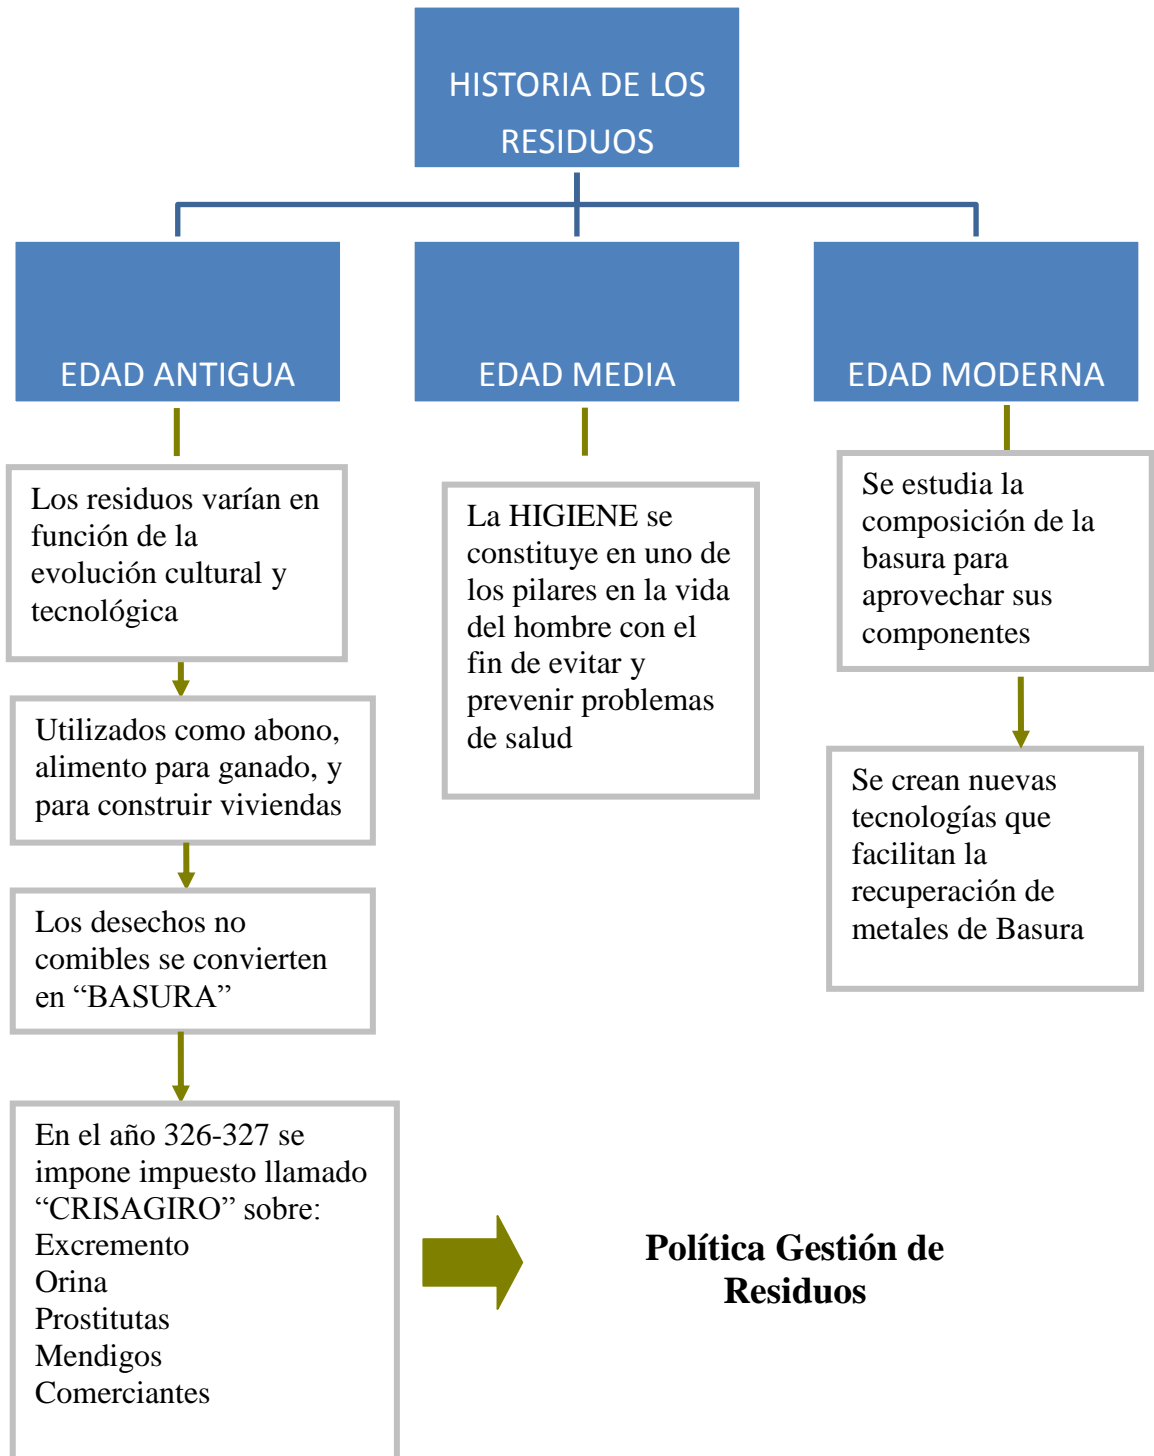 HISTORIA DE LOS
RESIDUOS
EDAD ANTIGUA
Los residuos varían en
función de la
evolución cultural y
tecnológica
Utilizados como abono,
alimento para ganado, y
para construir viviendas
Los desechos no
comibles se convierten
en “BASURA”
En el año 326-327 se
impone impuesto llamado
“CRISAGIRO” sobre:
Excremento
Orina
Prostitutas
Mendigos
Comerciantes
Política Gestión de
Residuos
EDAD MEDIA
La HIGIENE se
constituye en uno de
los pilares en la vida
del hombre con el
fin de evitar y
prevenir problemas
de salud
EDAD MODERNA
Se estudia la
composición de la
basura para
aprovechar sus
componentes
Se crean nuevas
tecnologías que
facilitan la
recuperación de
metales de Basura